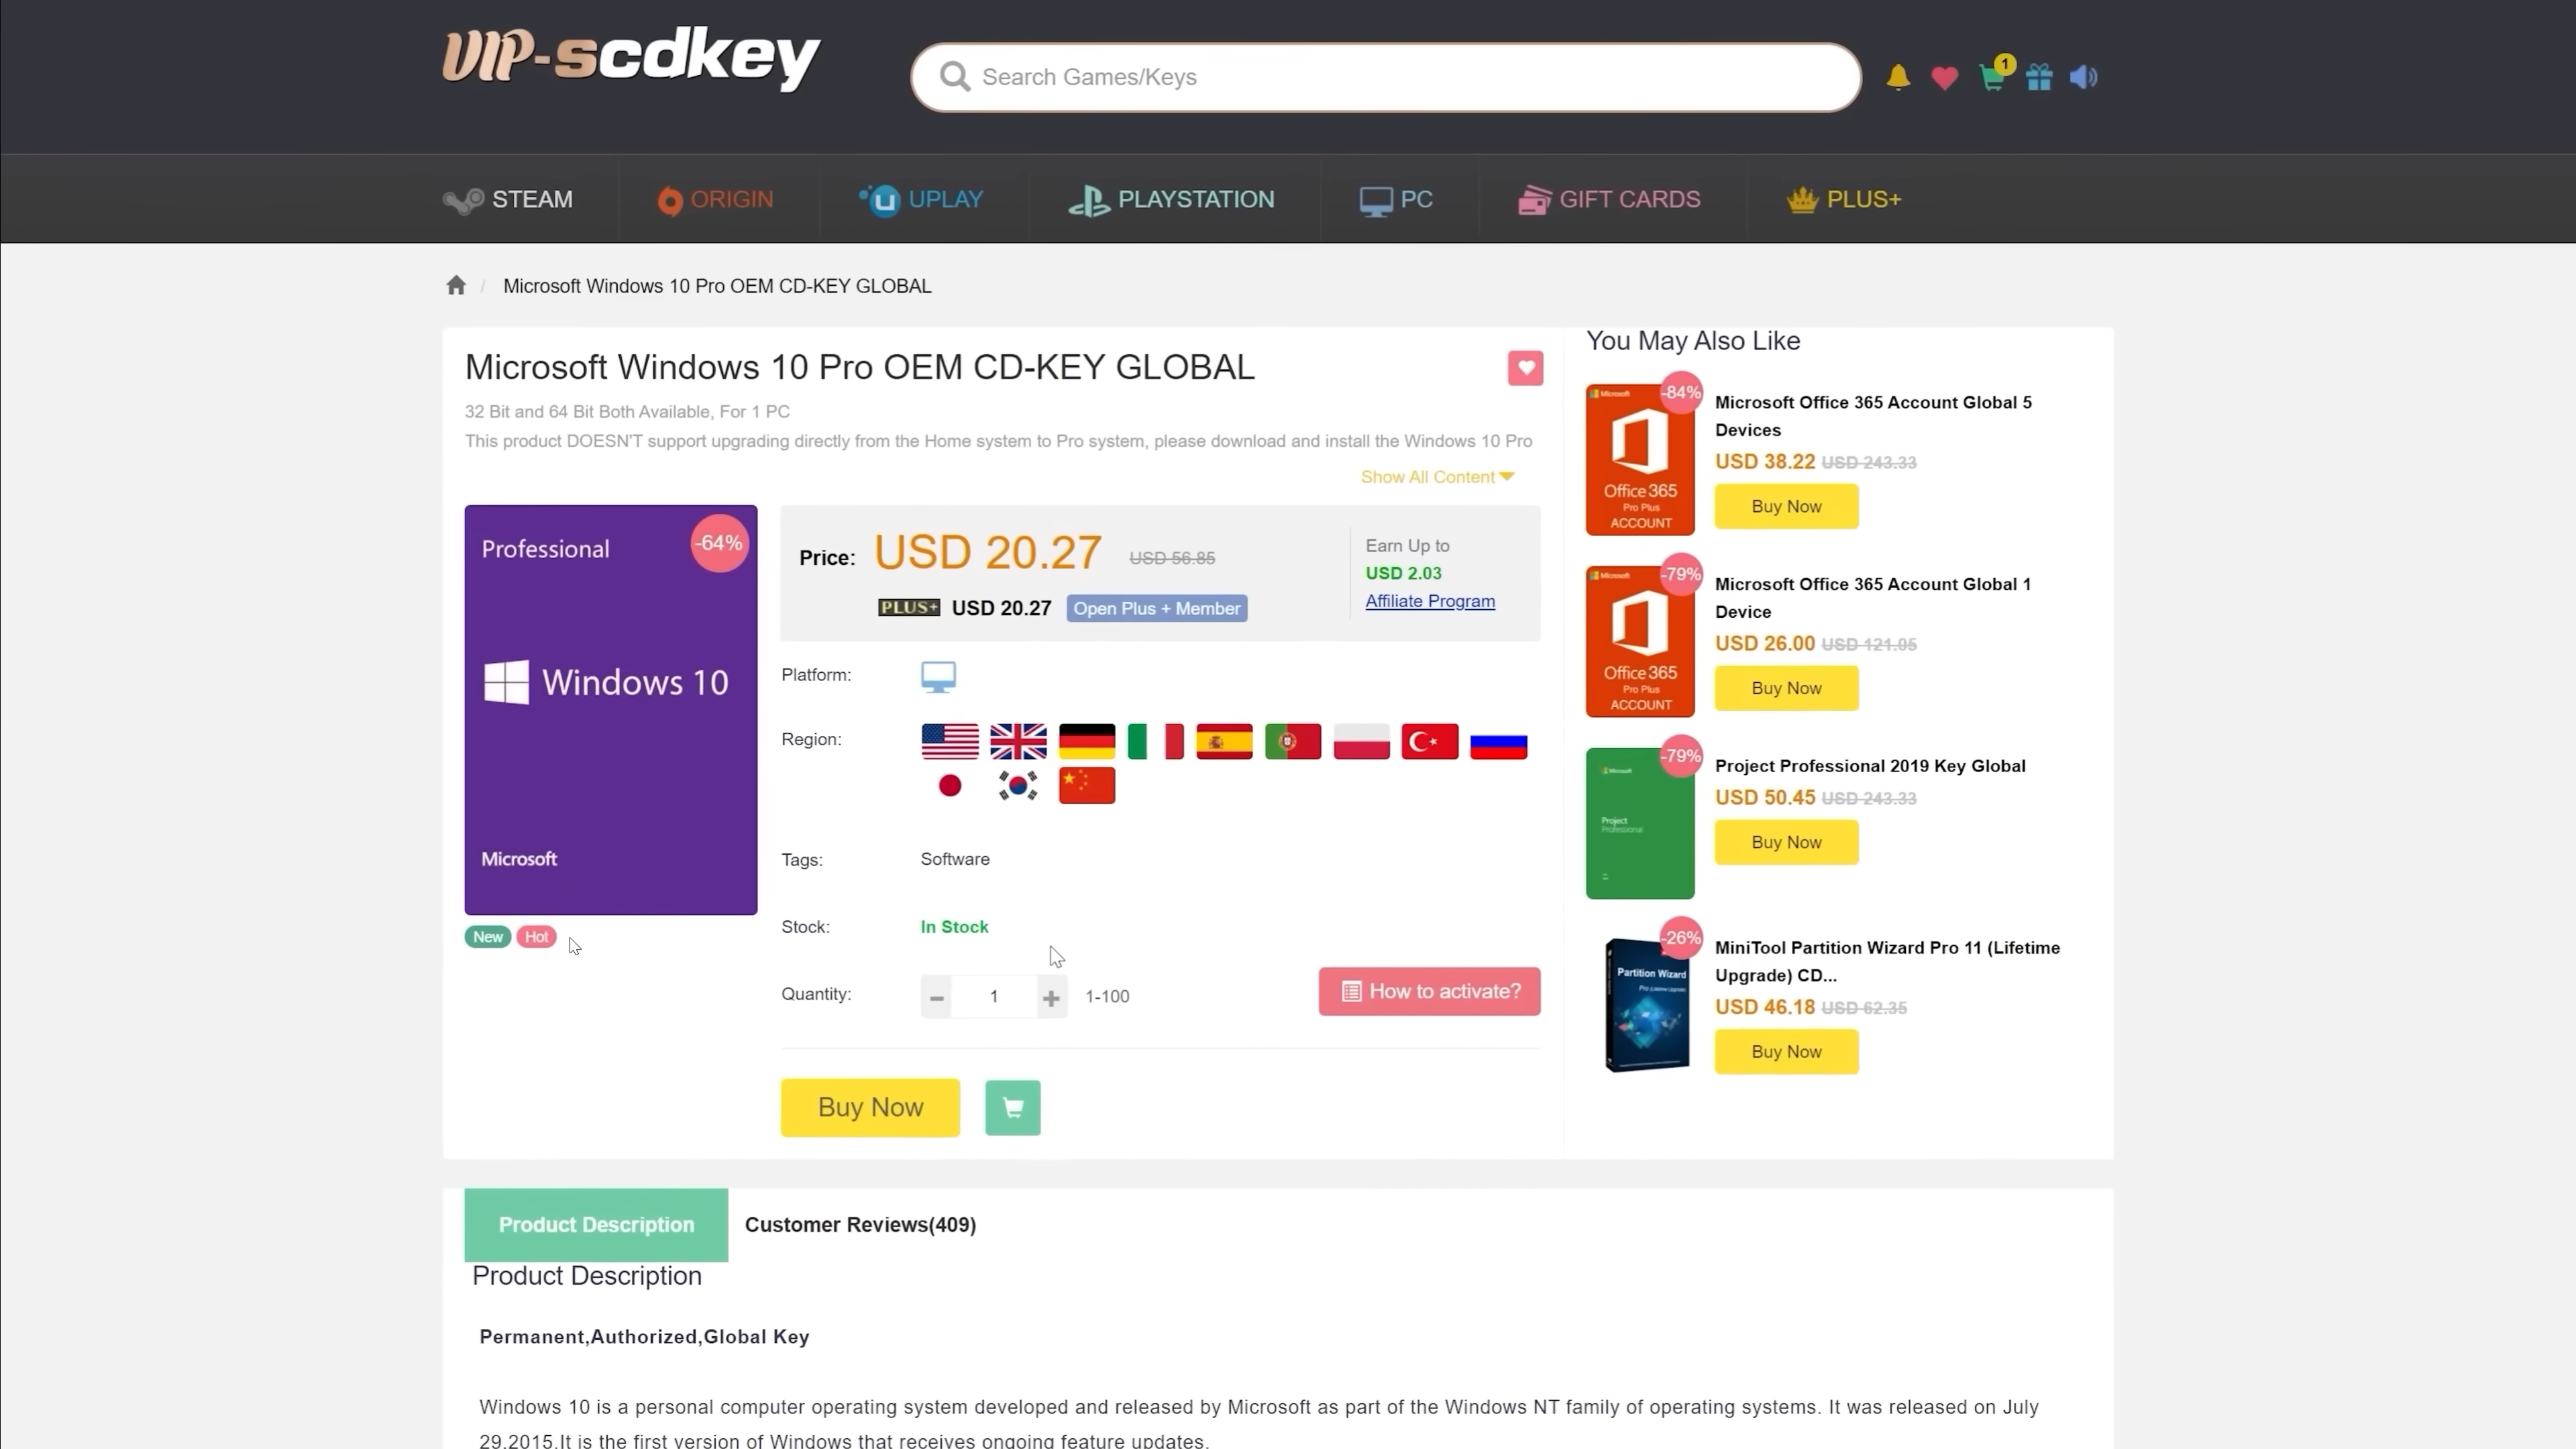 VIP-scdkey
Search Games/Keys
1
STEAM
ORIGIN
UPLAY
PLAYSTATION
PC
GIFT CARDS
PLUS+
/ Microsoft Windows 10 Pro OEM CD-KEY GLOBAL
Microsoft Windows 10 Pro OEM CD-KEY GLOBAL
32 Bit and 64 Bit Both Available, For 1 PC
This product DOESN'T support upgrading directly from the Home system to Pro system, please download and install the Windows 10 Pro
Show All Content
Professional
-64%
Windows 10
Microsoft
New
Hot
Price: USD 20.27 USD 56.85
PLUS+ USD 20.27 Open Plus + Member
Earn Up to
USD 2.03
Affiliate Program
Platform:
Region:
Tags: Software
Stock: In Stock
Quantity: - 1 + 1-100
How to activate?
Buy Now
You May Also Like
Microsoft
-84%
Office 365
Pro Plus
ACCOUNT
Microsoft Office 365 Account Global 5
Devices
USD 38.22 USD 243.33
Buy Now
Microsoft
-79%
Office 365
Pro Plus
ACCOUNT
Microsoft Office 365 Account Global 1
Device
USD 26.00 USD 121.05
Buy Now
Microsoft
-79%
Project
Professional
Project Professional 2019 Key Global
USD 50.45 USD 243.33
Buy Now
-26%
Partition Wizard
MiniTool Partition Wizard Pro 11 (Lifetime
Upgrade) CD...
USD 46.18 USD 62.35
Buy Now
Product Description
Customer Reviews(409)
Product Description
Permanent,Authorized,Global Key
Windows 10 is a personal computer operating system developed and released by Microsoft as part of the Windows NT family of operating systems. It was released on July
29,2015.It is the first version of Windows that receives ongoing feature updates.